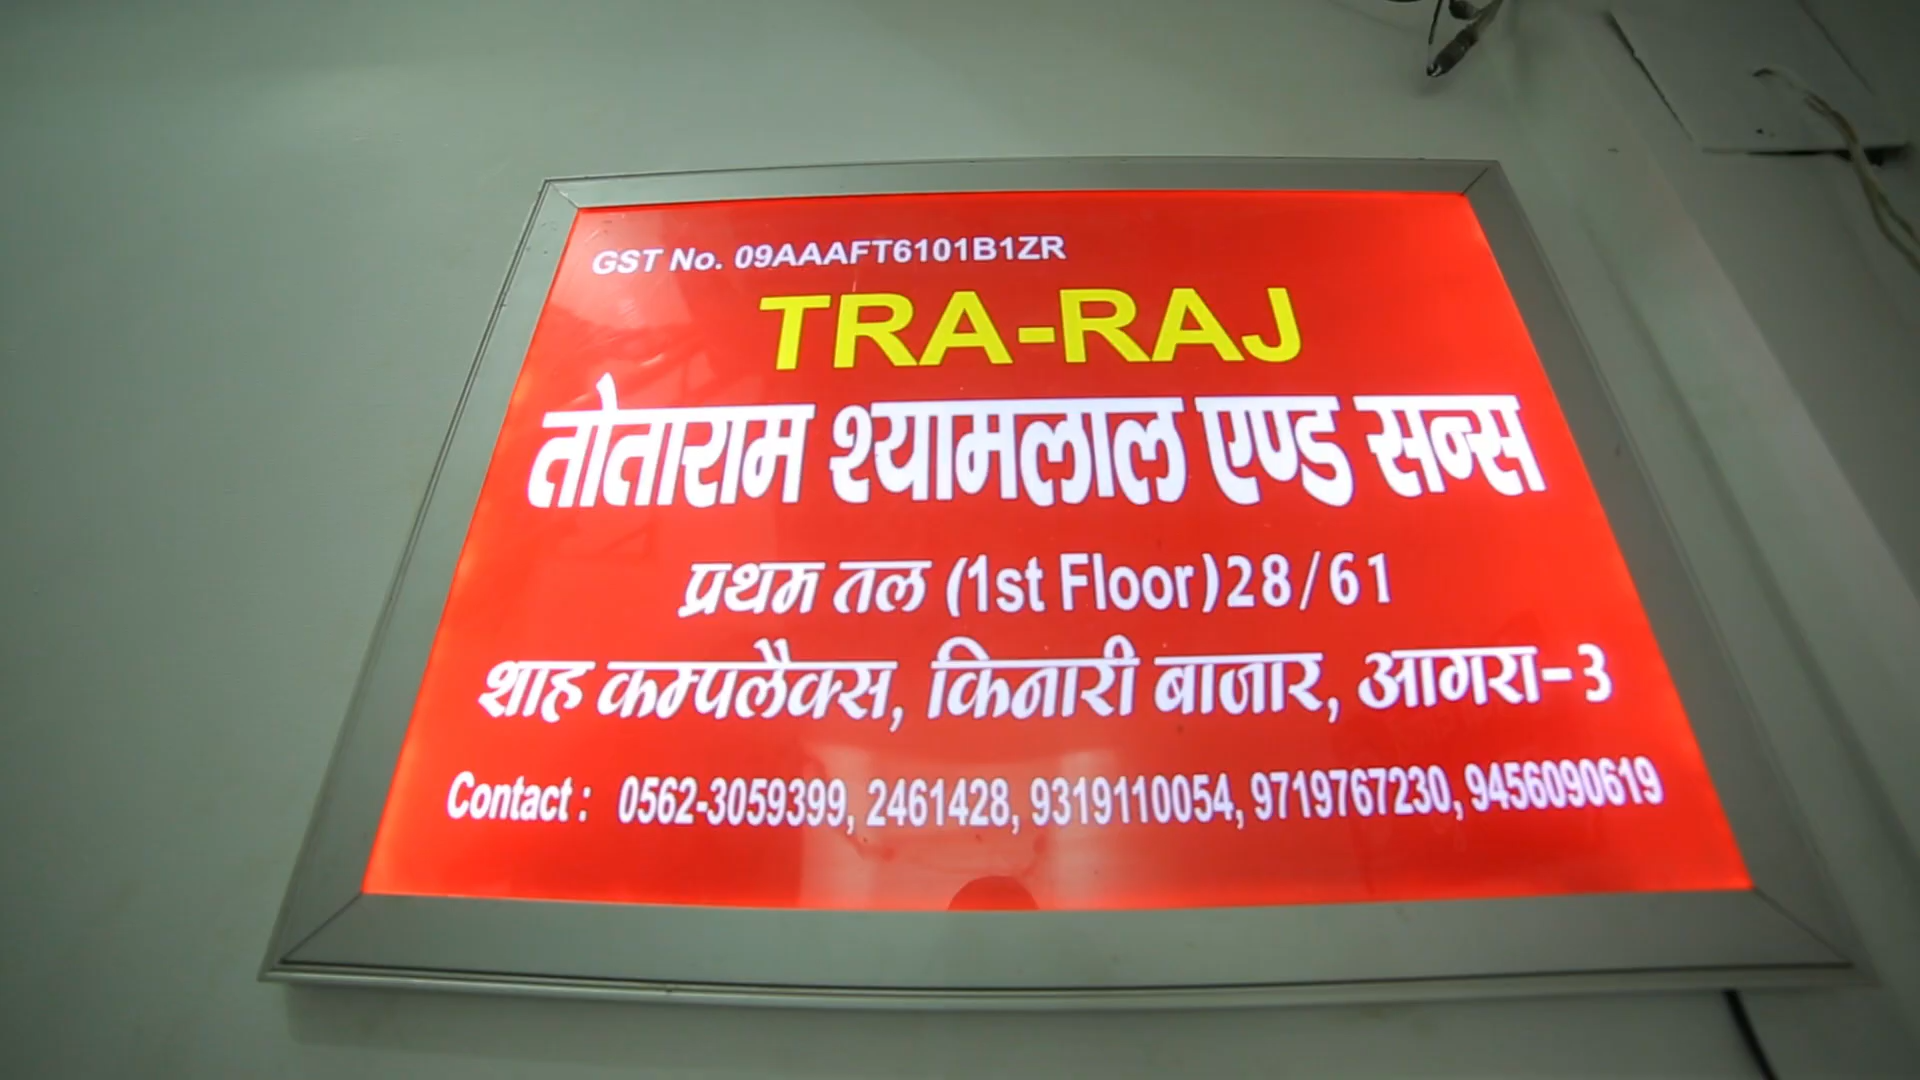 GST No. 09AAAFT6101B1ZR
TRA-RAJ
तोताराम श्यामलाल एण्ड सन्स
प्रथम तल (1st Floor)28/61
शाह कम्पलैक्स, किनारी बाजार, आगरा-3
Contact : 0562-3059399, 2461428, 9319110054, 9719767230, 9456090619